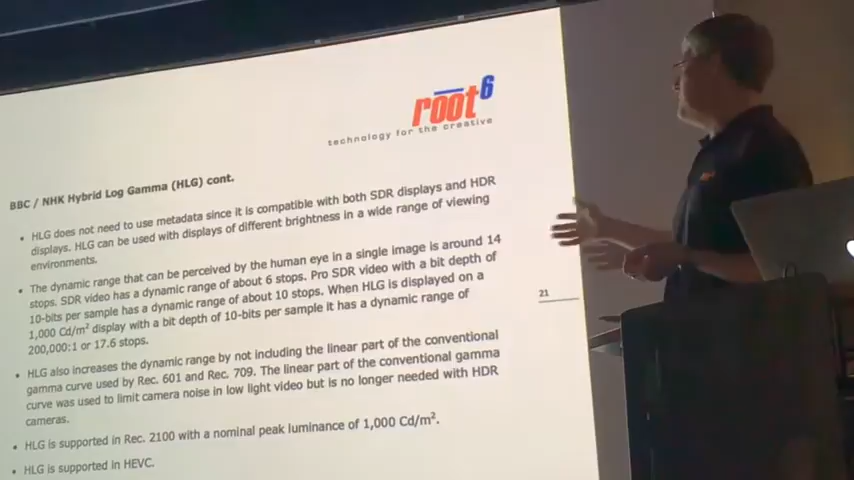 root6
technology for the creative
BBC / NHK Hybrid Log Gamma (HLG) cont.
• HLG does not need to use metadata since it is compatible with both SDR displays and HDR
displays. HLG can be used with displays of different brightness in a wide range of viewing
environments.
• The dynamic range that can be perceived by the human eye in a single image is around 14
stops. SDR video has a dynamic range of about 6 stops. Pro SDR video with a bit depth of
10-bits per sample has a dynamic range of about 10 stops. When HLG is displayed on a
1,000 Cd/m² display with a bit depth of 10-bits per sample it has a dynamic range of
200,000:1 or 17.6 stops.
21
• HLG also increases the dynamic range by not including the linear part of the conventional
gamma curve used by Rec. 601 and Rec. 709. The linear part of the conventional gamma
curve was used to limit camera noise in low light video but is no longer needed with HDR
cameras.
• HLG is supported in Rec. 2100 with a nominal peak luminance of 1,000 Cd/m².
• HLG is supported in HEVC.